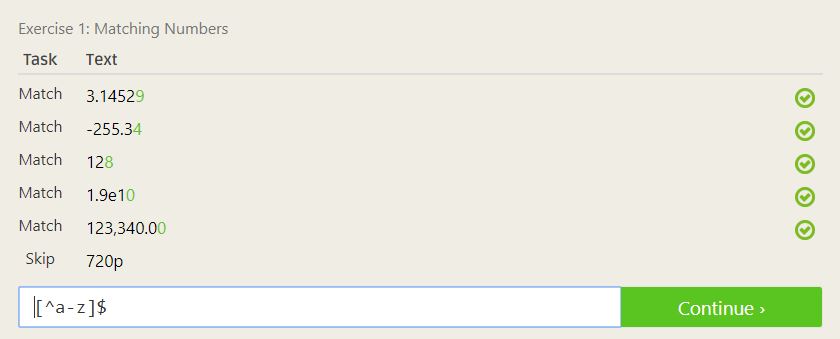 Exercise 1: Matching Numbers
Task Text
Match 3.14529
Match -255.34
Match 128
Match 1.9e10
Match 123,340.00
Skip 720p
[^a-z]$ Continue ›